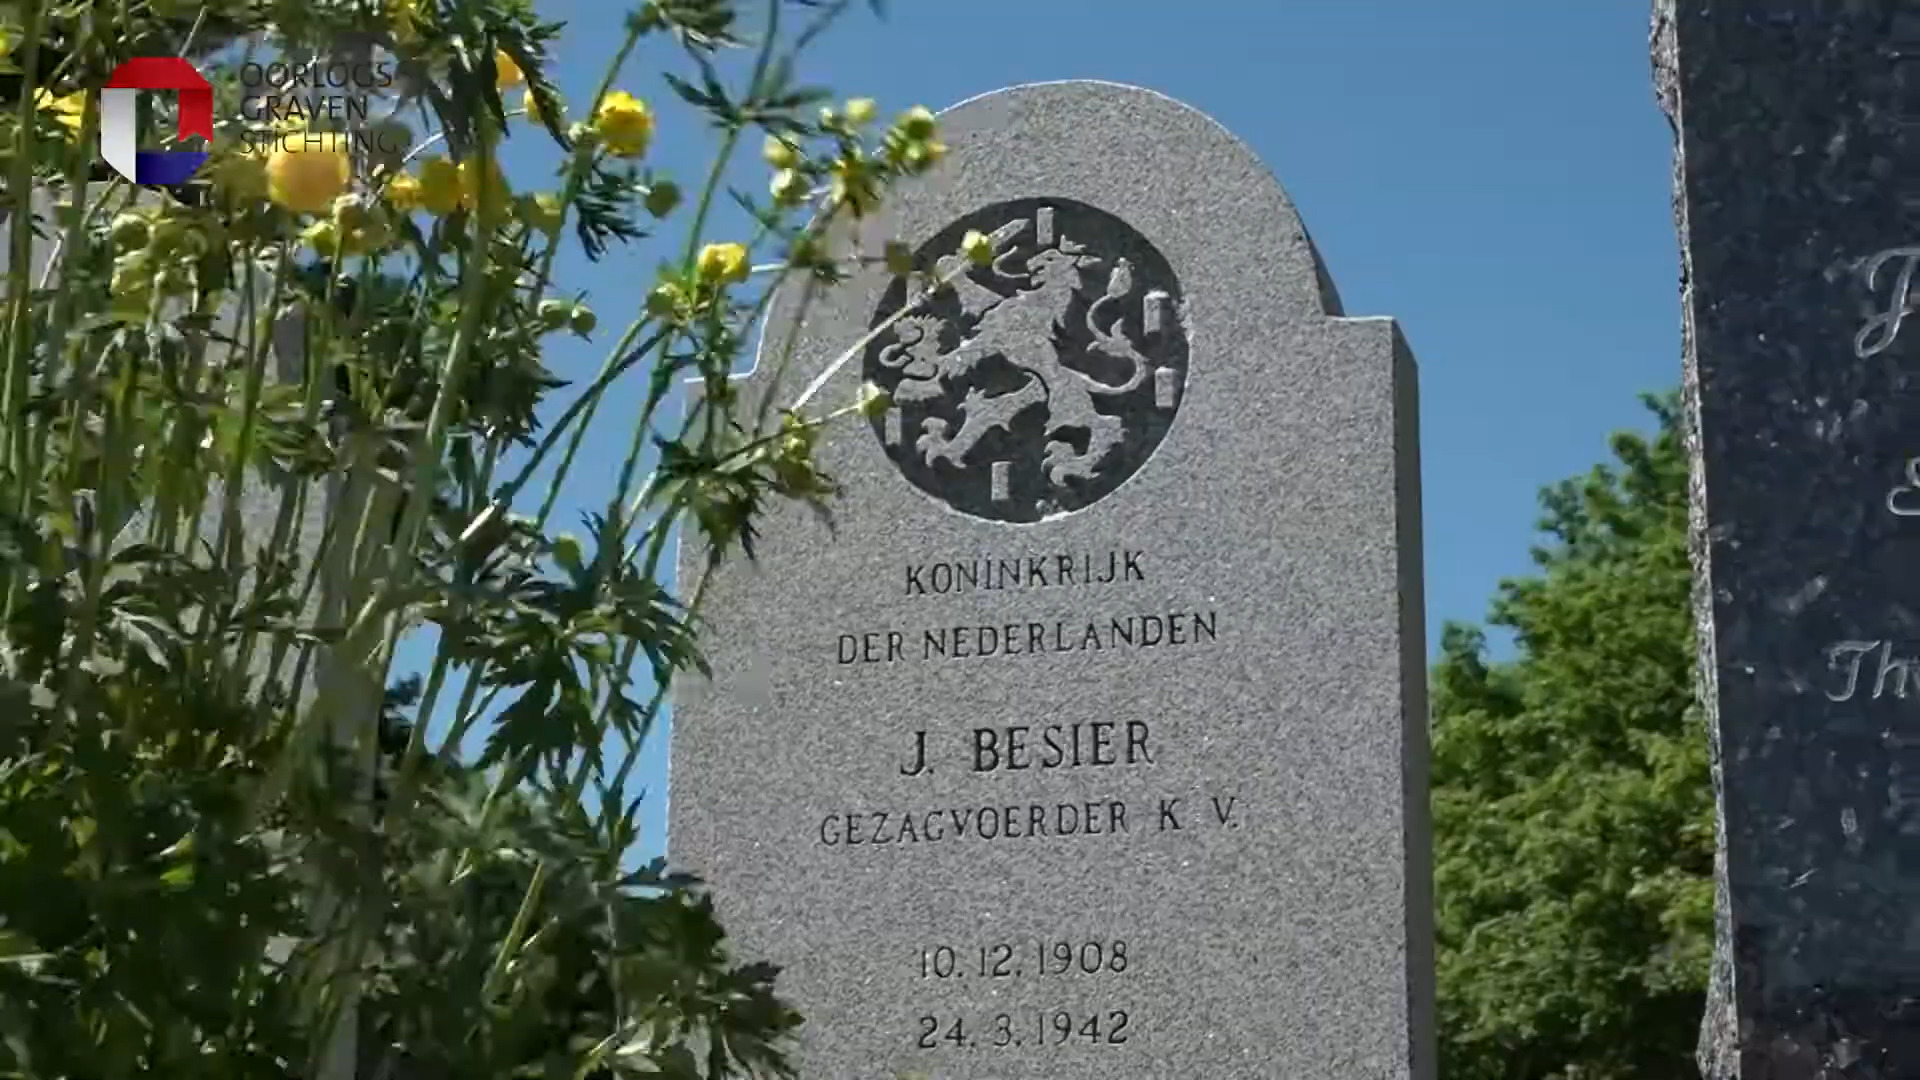 OORLOGS
GRAVEN
STICHTING
KONINKRIJK
DER NEDERLANDEN
J. BESIER
GEZAGVOERDER K. V.
10.12.1908
24.3.1942